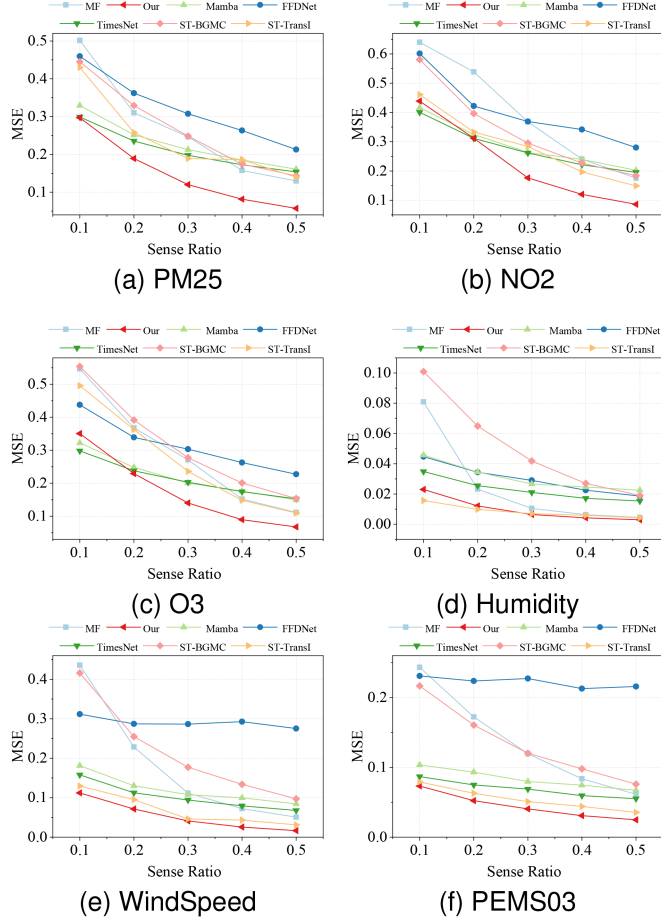 MF Our Mamba FFDNet
TimesNet ST-BGMC ST-TransI
0.5
0.4
0.3
0.2
0.1
MSE
0.1 0.2 0.3 0.4 0.5
Sense Ratio
(a) PM25
MF Our Mamba FFDNet
TimesNet ST-BGMC ST-TransI
0.6
0.5
0.4
0.3
0.2
0.1
MSE
0.1 0.2 0.3 0.4 0.5
Sense Ratio
(b) NO2
MF Our Mamba FFDNet
TimesNet ST-BGMC ST-TransI
0.5
0.4
0.3
0.2
0.1
MSE
0.1 0.2 0.3 0.4 0.5
Sense Ratio
(c) O3
MF Our Mamba FFDNet
TimesNet ST-BGMC ST-TransI
0.10
0.08
0.06
0.04
0.02
0.00
MSE
0.1 0.2 0.3 0.4 0.5
Sense Ratio
(d) Humidity
MF Our Mamba FFDNet
TimesNet ST-BGMC ST-TransI
0.4
0.3
0.2
0.1
0.0
MSE
0.1 0.2 0.3 0.4 0.5
Sense Ratio
(e) WindSpeed
MF Our Mamba FFDNet
TimesNet ST-BGMC ST-TransI
0.2
0.1
0.0
MSE
0.1 0.2 0.3 0.4 0.5
Sense Ratio
(f) PEMS03